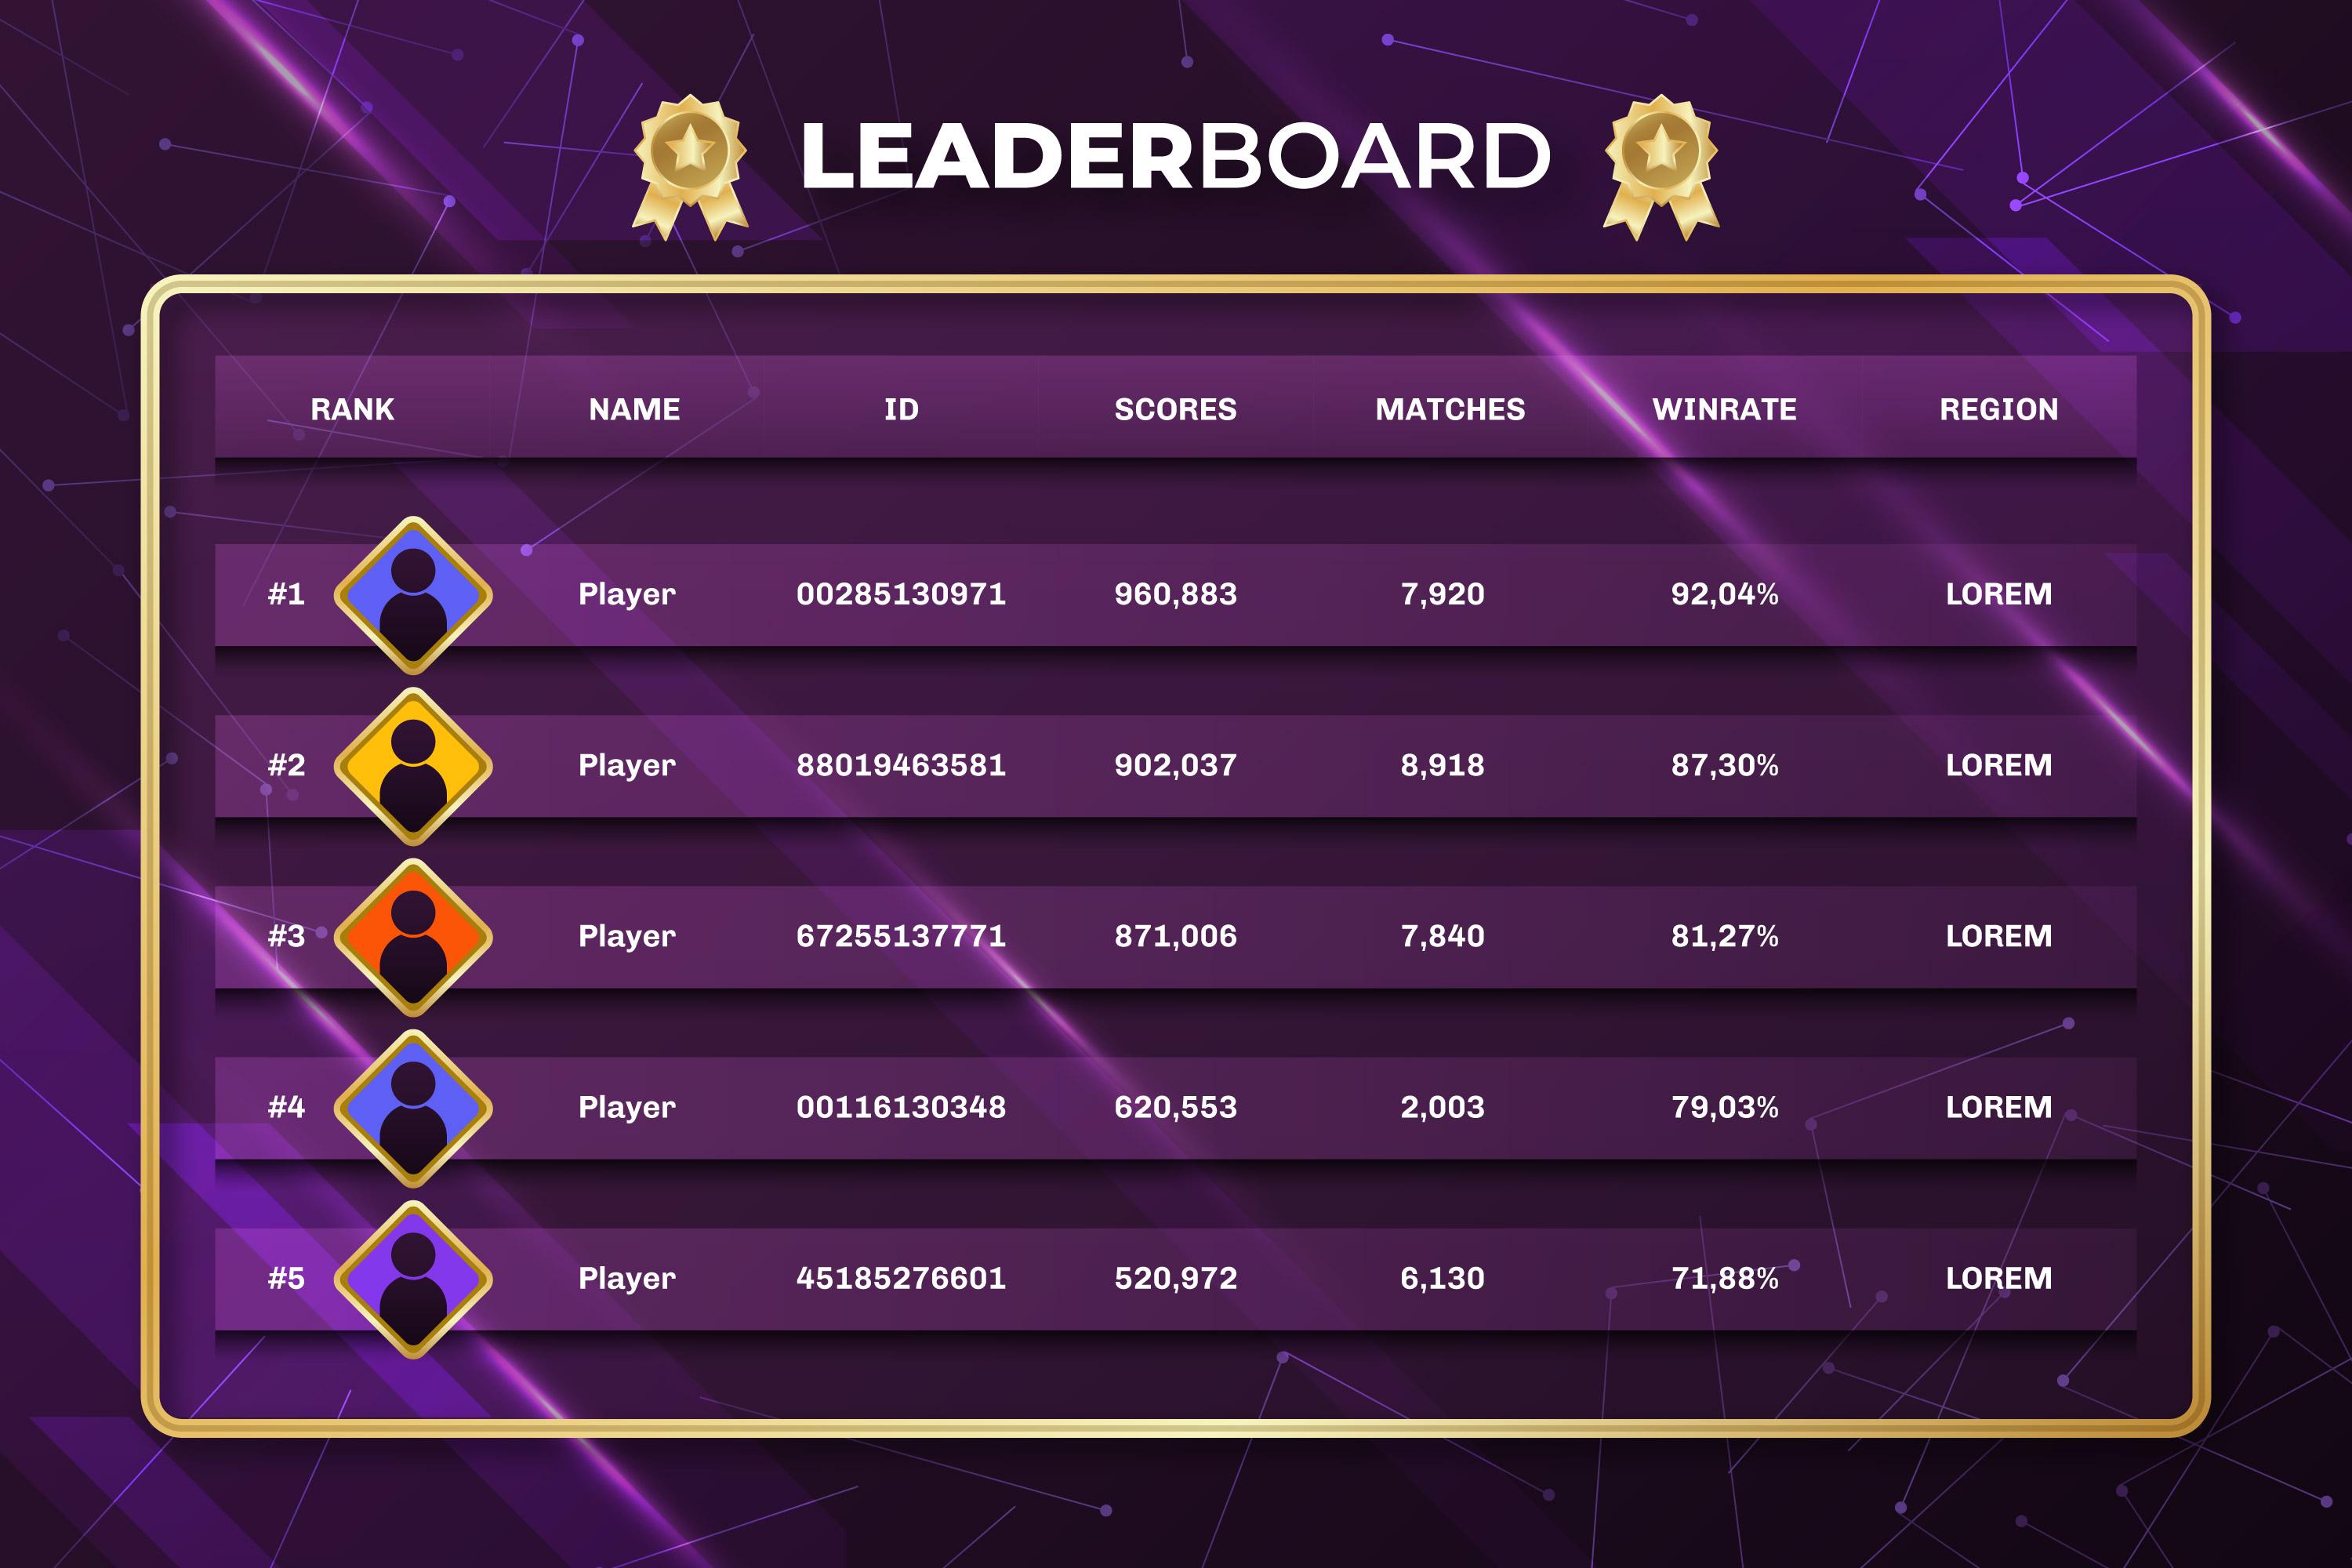 LEADERBOARD
RANK NAME ID SCORES MATCHES WINRATE REGION
#1 Player 00285130971 960,883 7,920 92,04% LOREM
#2 Player 88019463581 902,037 8,918 87,30% LOREM
#3 Player 67255137771 871,006 7,840 81,27% LOREM
#4 Player 00116130348 620,553 2,003 79,03% LOREM
#5 Player 45185276601 520,972 6,130 71,88% LOREM